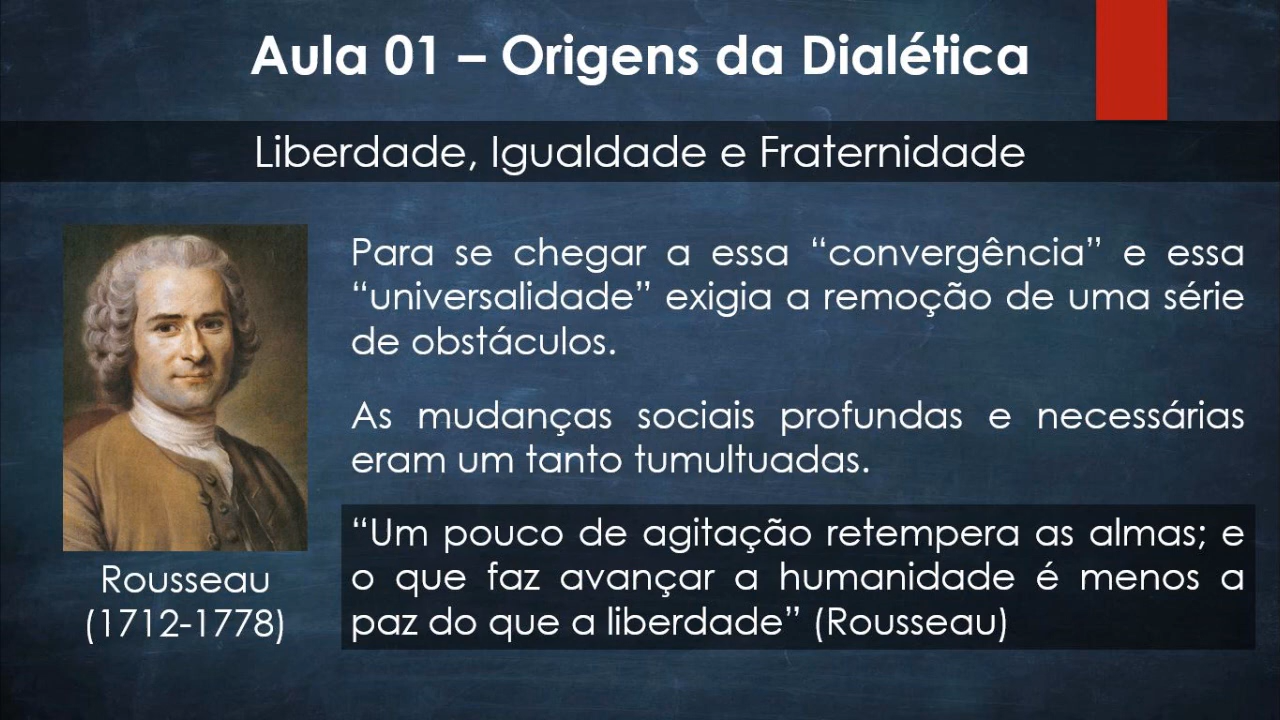 Aula 01 – Origens da Dialética
Liberdade, Igualdade e Fraternidade
Para se chegar a essa “convergência” e essa
“universalidade” exigia a remoção de uma série
de obstáculos.
As mudanças sociais profundas e necessárias
eram um tanto tumultuadas.
“Um pouco de agitação retempera as almas; e
o que faz avançar a humanidade é menos a
paz do que a liberdade” (Rousseau)
Rousseau
(1712-1778)